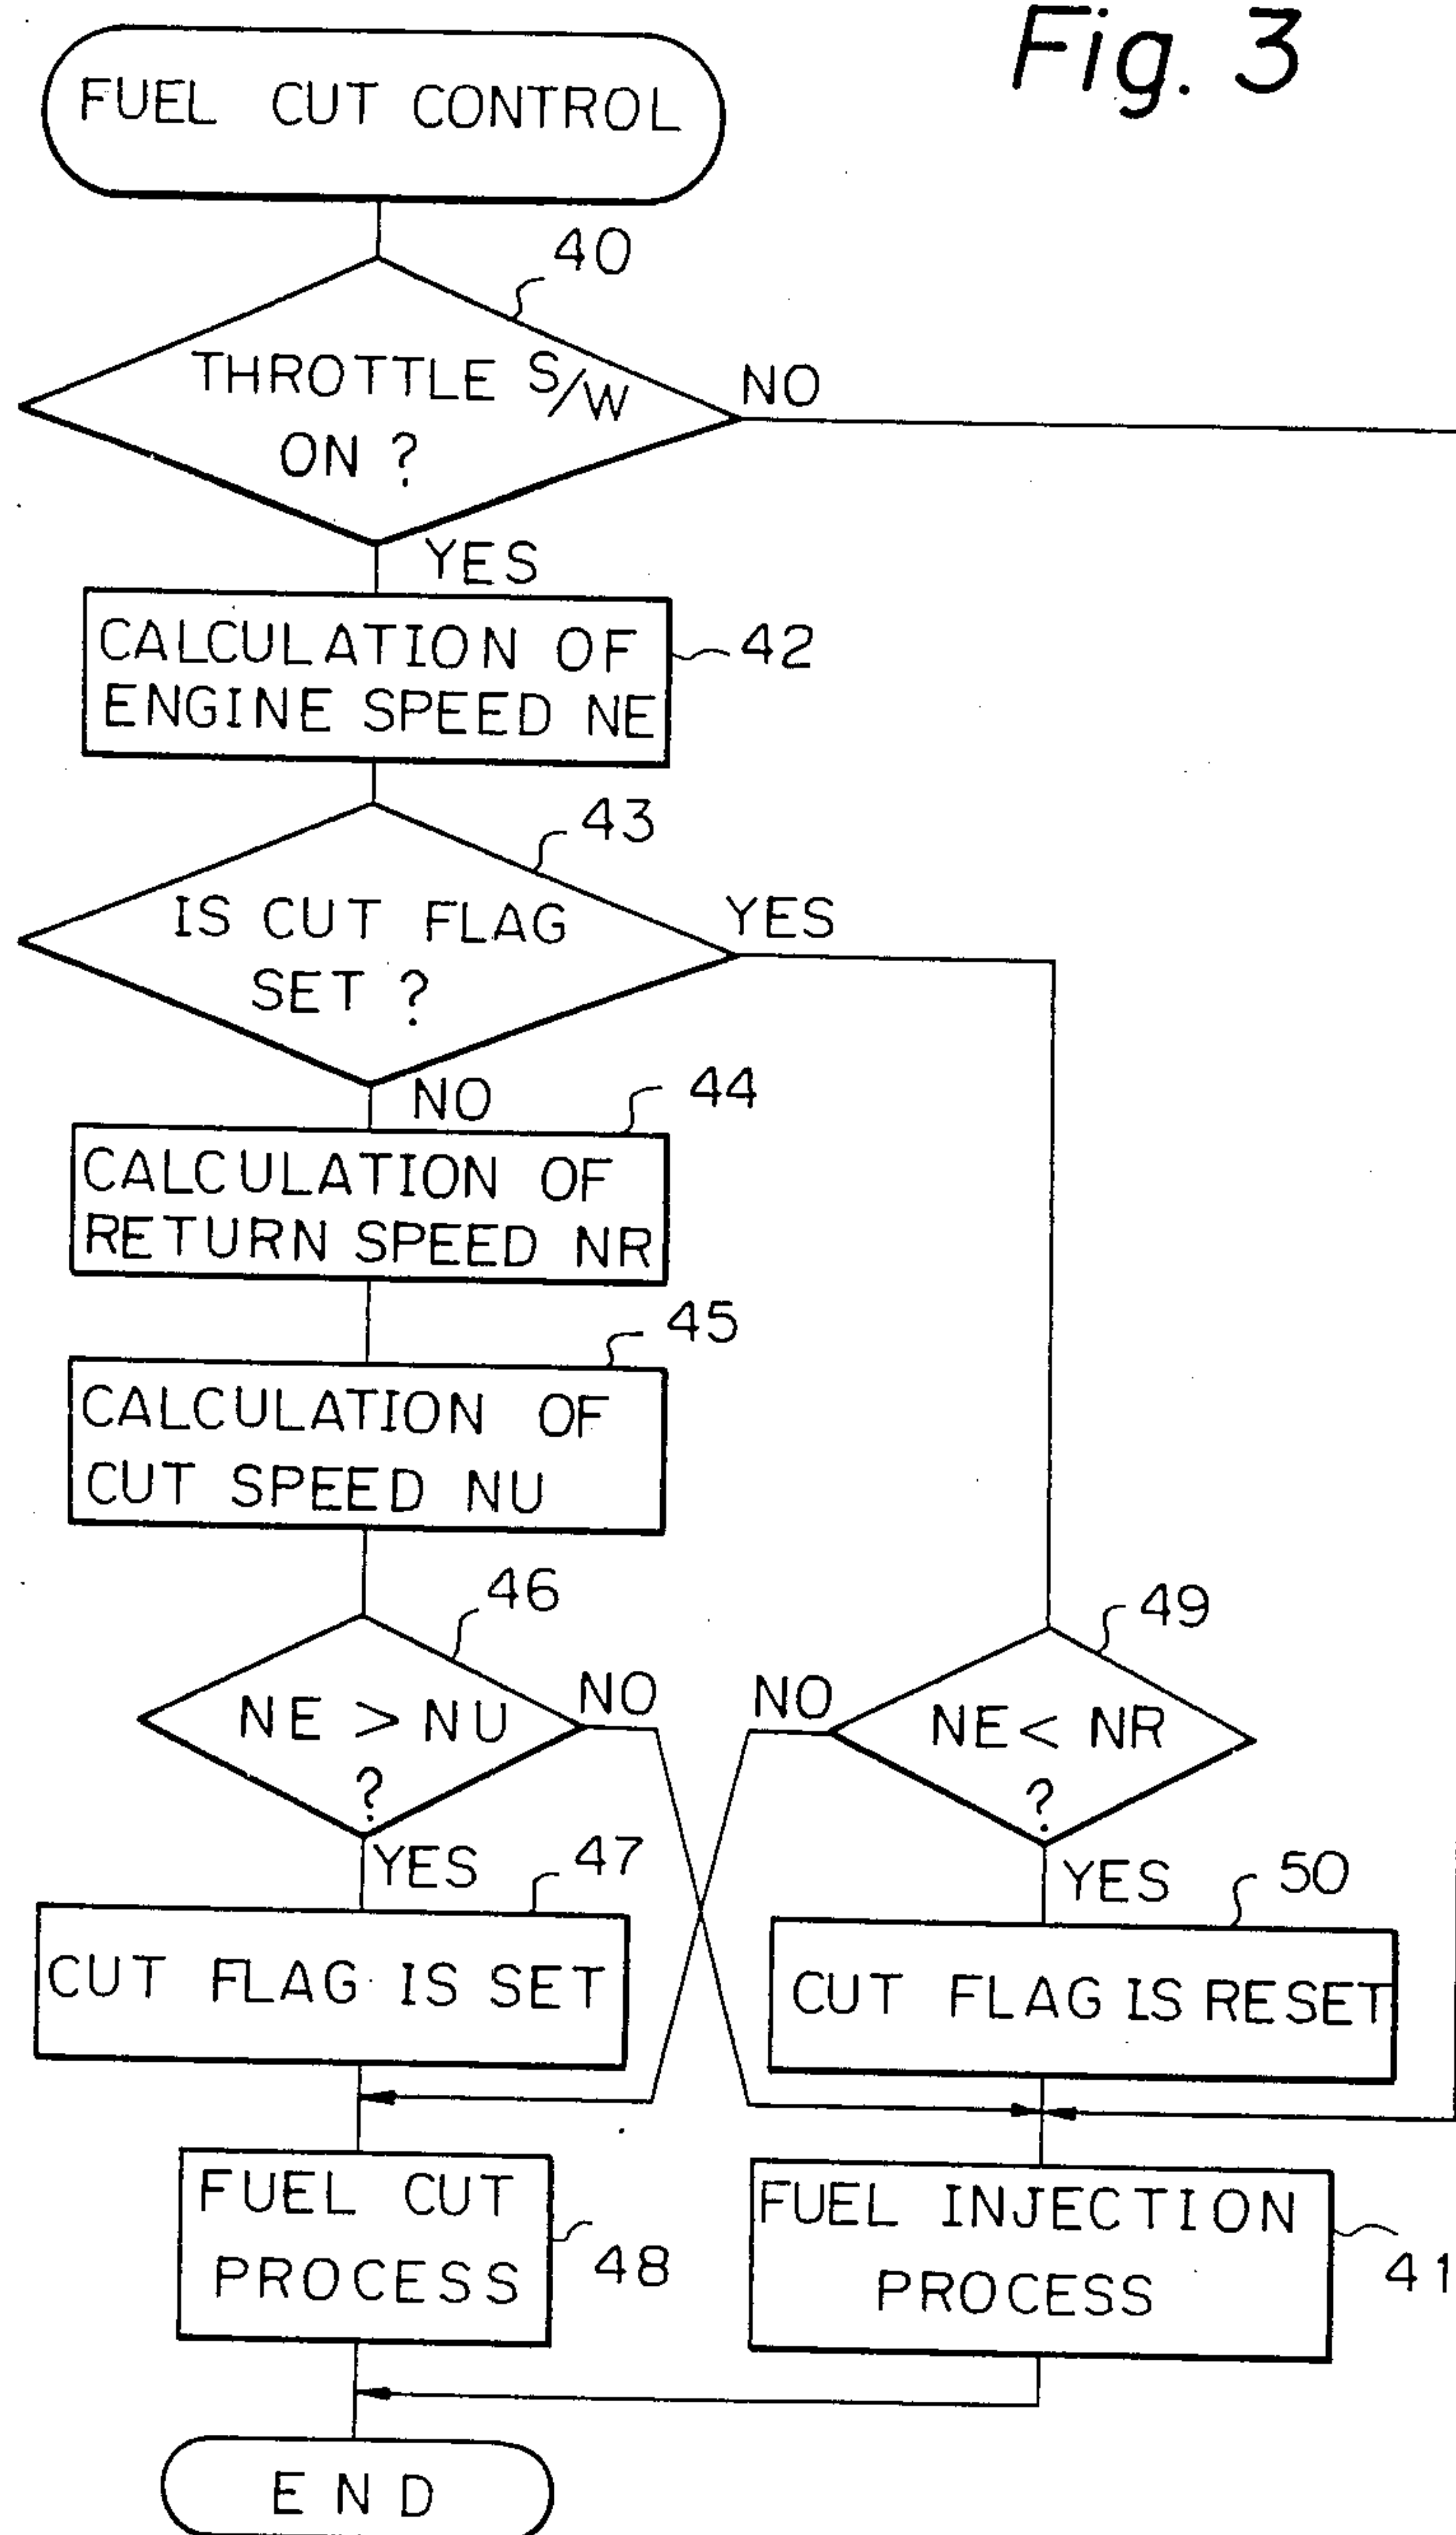 Fig. 3
FUEL CUT CONTROL
40
THROTTLE S/W
ON ?
NO
YES
CALCULATION OF
ENGINE SPEED NE
42
43
IS CUT FLAG
SET ?
YES
NO
44
CALCULATION OF
RETURN SPEED NR
45
CALCULATION OF
CUT SPEED NU
46
NE > NU
?
NO
YES
49
NO
NE < NR
?
YES
47
CUT FLAG IS SET
50
CUT FLAG IS RESET
FUEL CUT
PROCESS
48
FUEL INJECTION
PROCESS
41
END